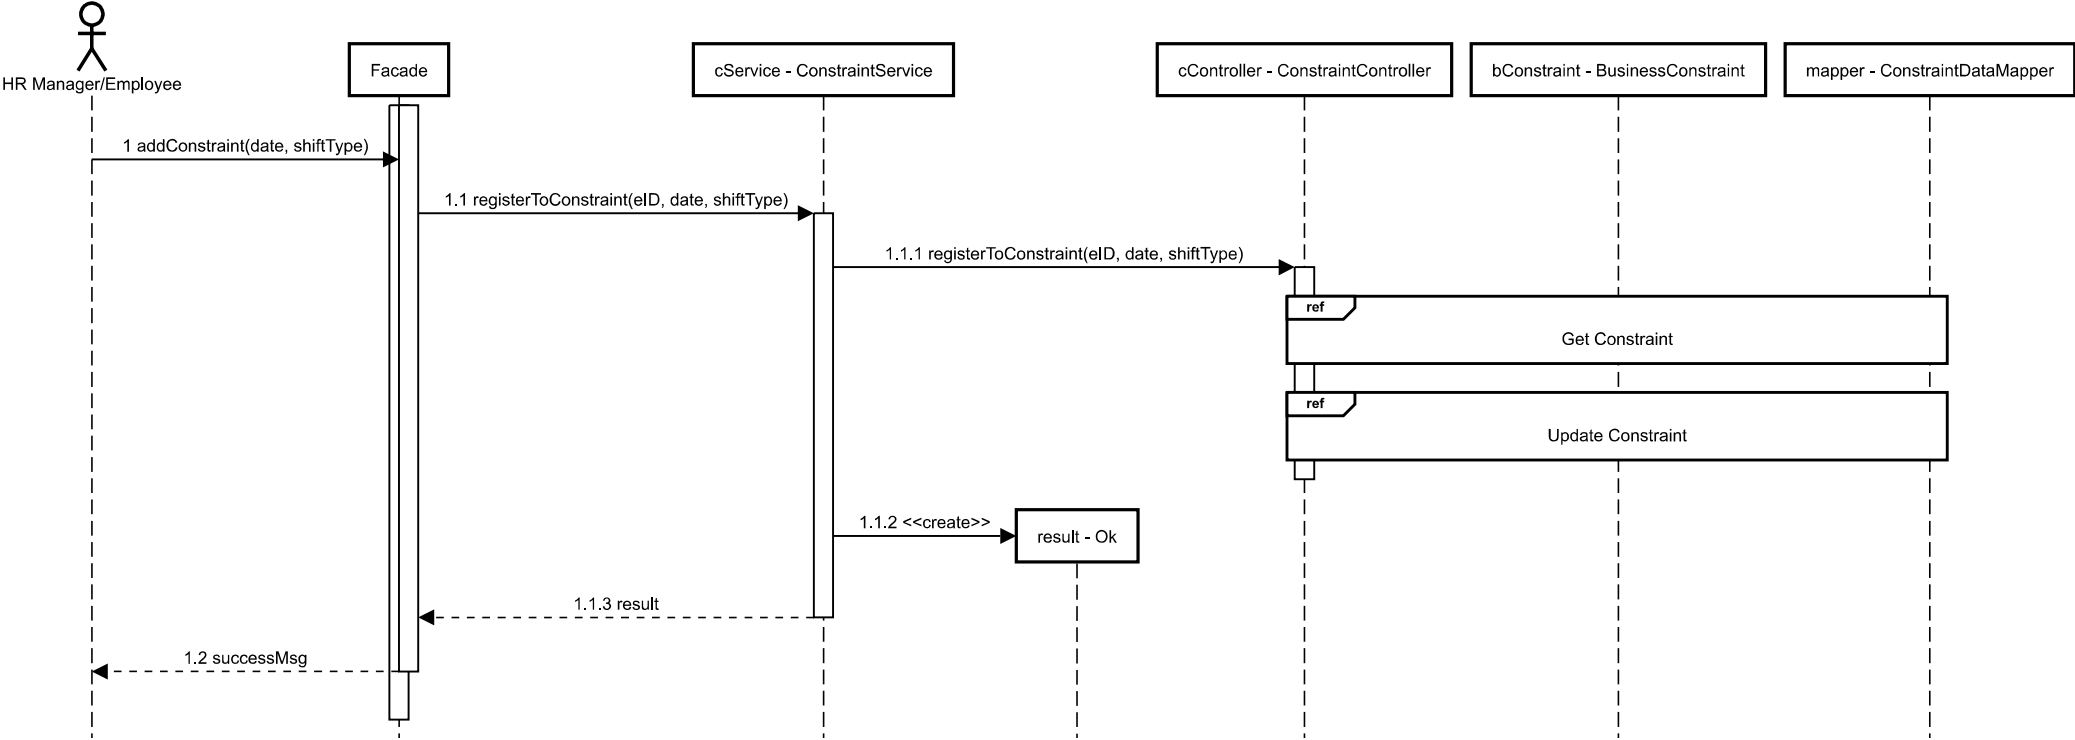 HR Manager/Employee
Facade
cService - ConstraintService
cController - ConstraintController
bConstraint - BusinessConstraint
mapper - ConstraintDataMapper
1 addConstraint(date, shiftType)
1.1 registerToConstraint(eID, date, shiftType)
1.1.1 registerToConstraint(eID, date, shiftType)
ref
Get Constraint
ref
Update Constraint
1.1.2 <<create>>
result - Ok
1.1.3 result
1.2 successMsg